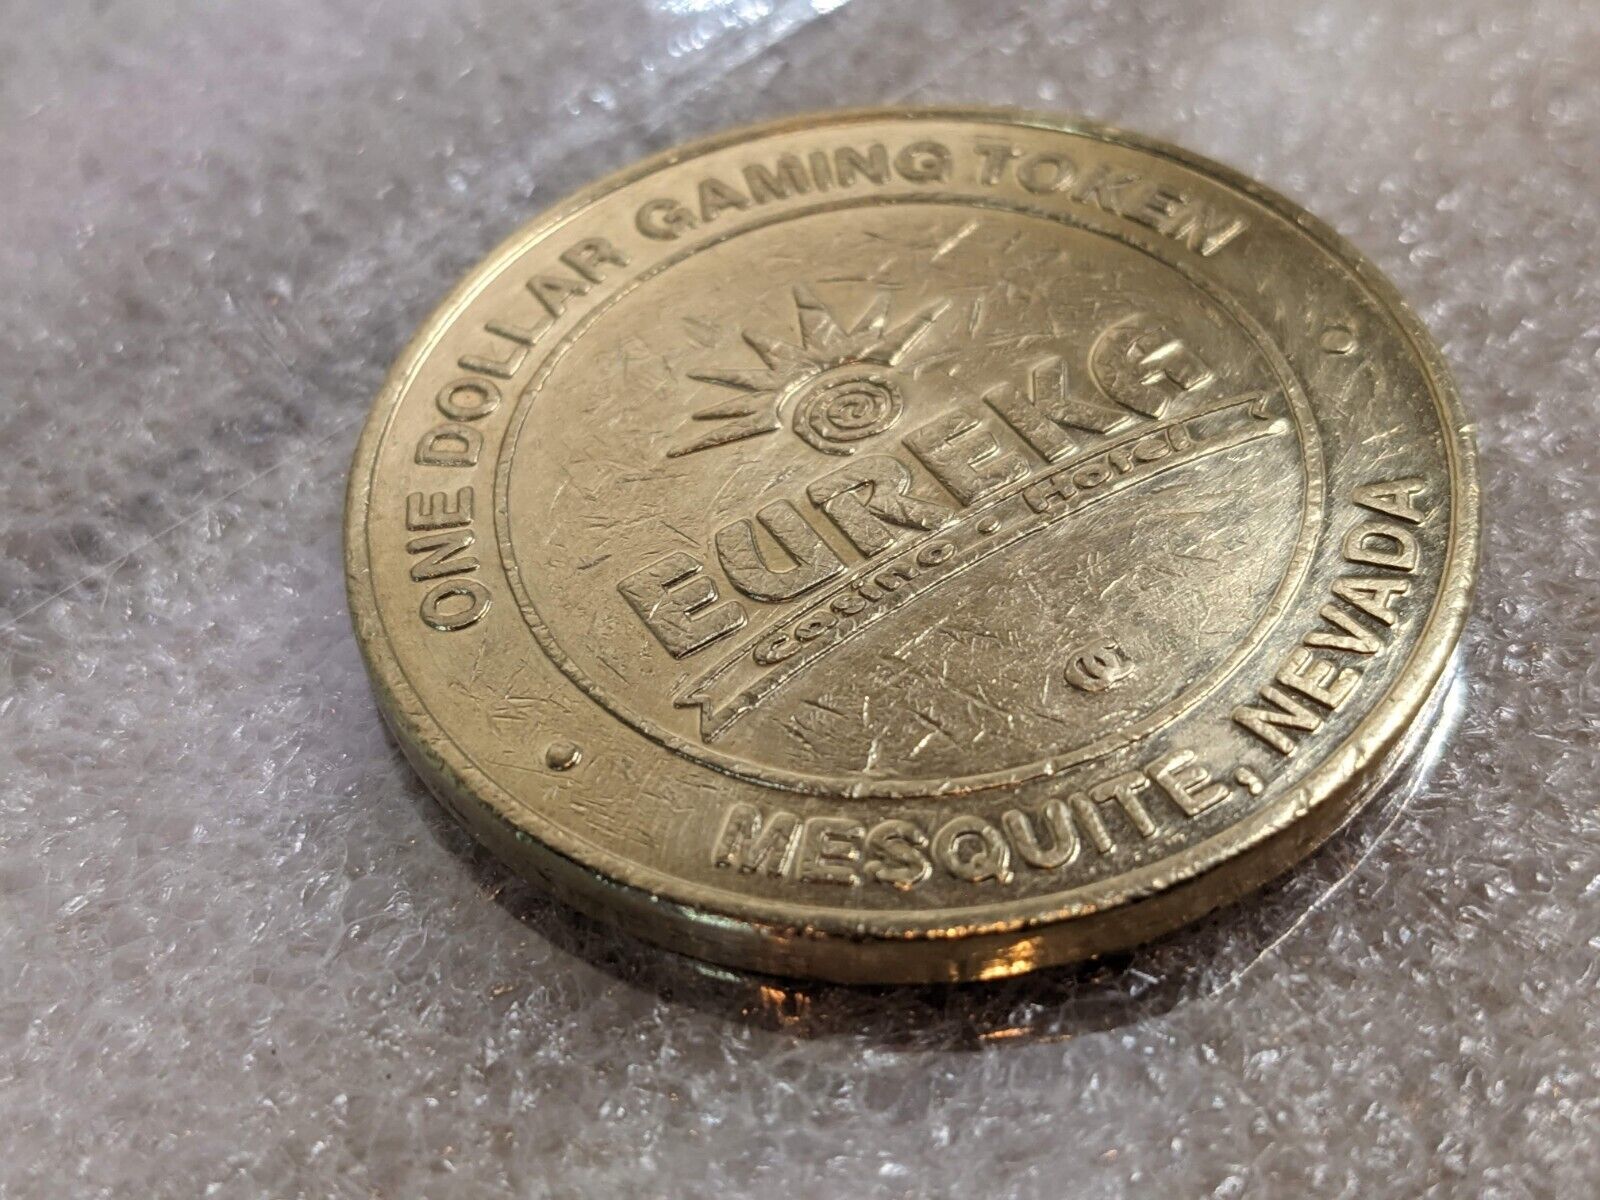 ONE DOLLAR GAMING TOKEN
EUREKA
Casino • Hotel
MESQUITE, NEVADA